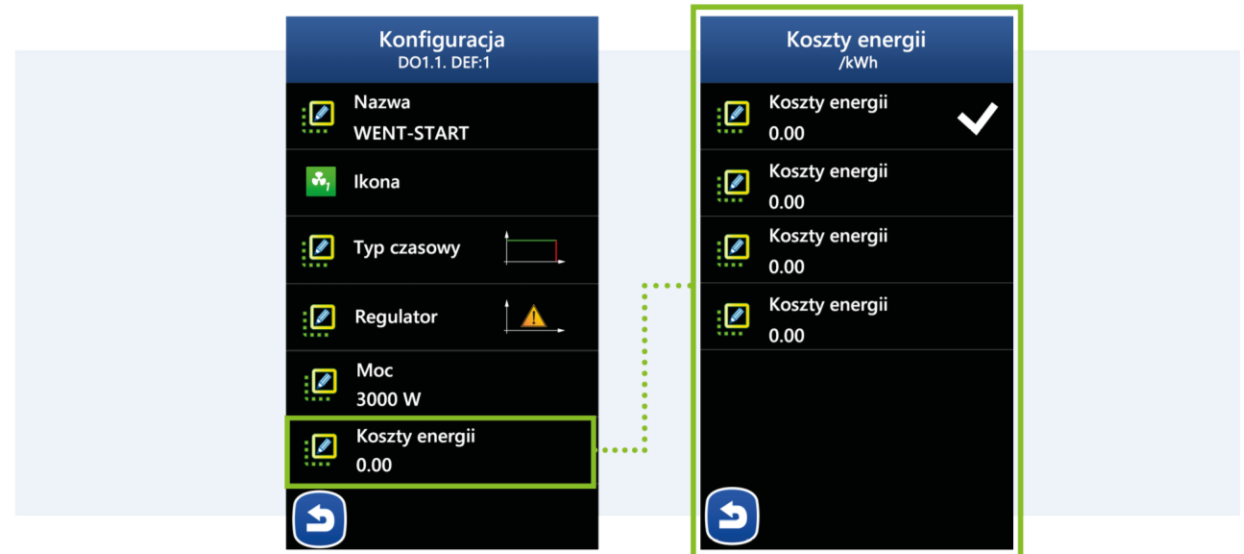 Konfiguracja
DO1.1. DEF:1
Nazwa
WENT-START
Ikona
Typ czasowy
Regulator
Moc
3000 W
Koszty energii
0.00
Koszty energii
/kWh
Koszty energii
0.00
Koszty energii
0.00
Koszty energii
0.00
Koszty energii
0.00